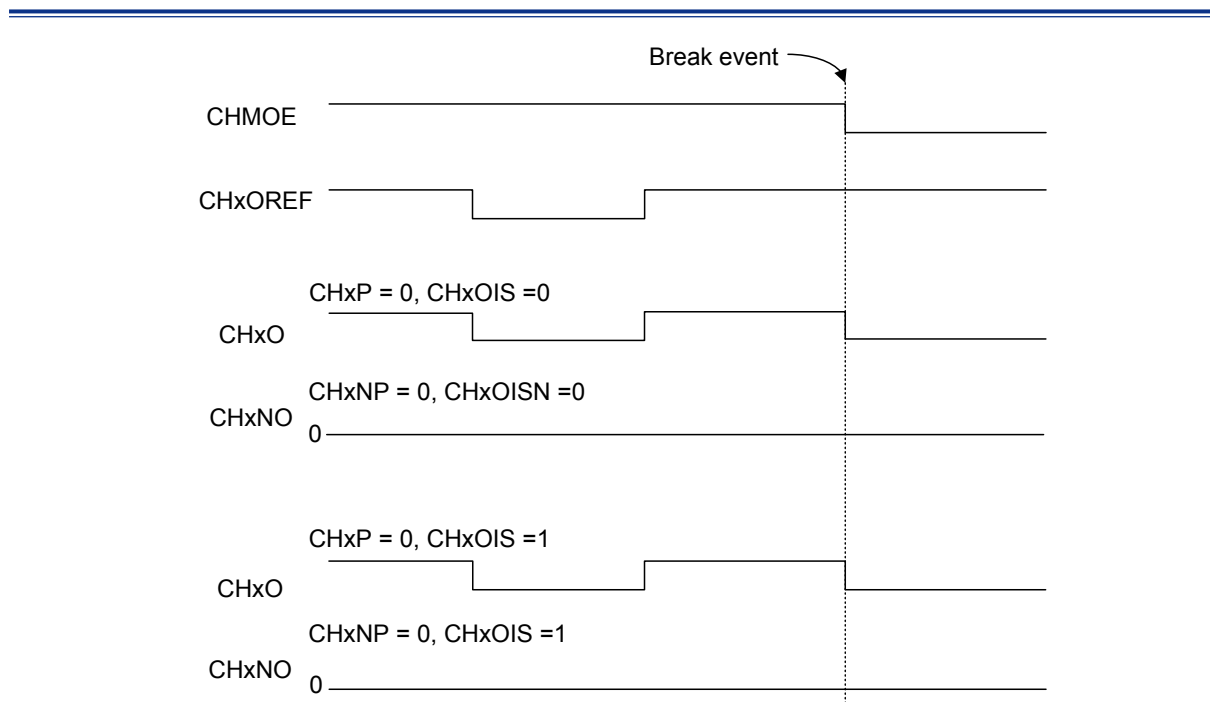 Break event
CHMOE
CHxOREF
CHxP = 0, CHxOIS =0
CHxO
CHxNP = 0, CHxOISN =0
CHxNO
0
CHxP = 0, CHxOIS =1
CHxO
CHxNP = 0, CHxOIS =1
CHxNO
0